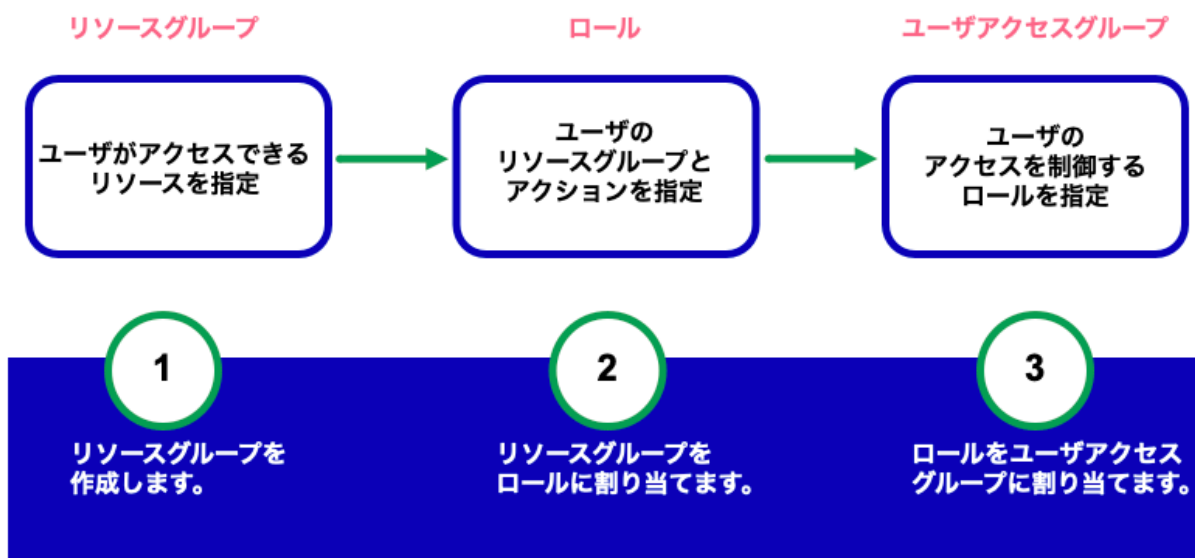 リソースグループ
ロール
ユーザアクセスグループ
ユーザがアクセスできる
リソースを指定
ユーザの
リソースグループと
アクションを指定
ユーザの
アクセスを制御する
ロールを指定
1
2
3
リソースグループを
作成します。
リソースグループを
ロールに割り当てます。
ロールをユーザアクセス
グループに割り当てます。